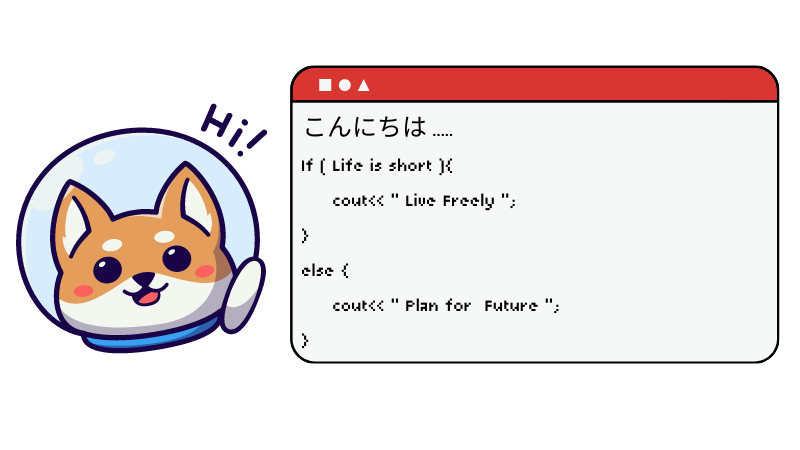 Hi!
こんにちは .....
If ( Life is short ){
cout<< " Live Freely ";
}
else {
cout<< " Plan for Future ";
}